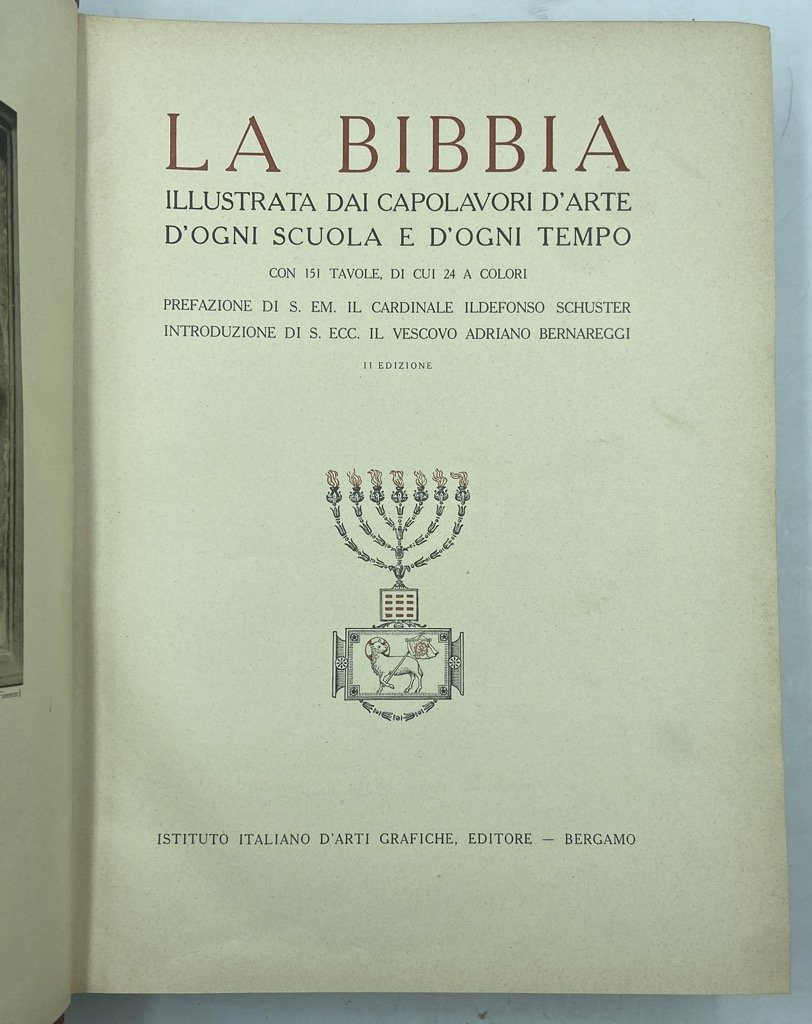 LA BIBBIA
ILLUSTRATA DAI CAPOLAVORI D'ARTE
D'OGNI SCUOLA E D'OGNI TEMPO
CON 151 TAVOLE, DI CUI 24 A COLORI
PREFAZIONE DI S. EM. IL CARDINALE ILDEFONSO SCHUSTER
INTRODUZIONE DI S. ECC. IL VESCOVO ADRIANO BERNAREGGI
II EDIZIONE
ISTITUTO ITALIANO D'ARTI GRAFICHE, EDITORE — BERGAMO